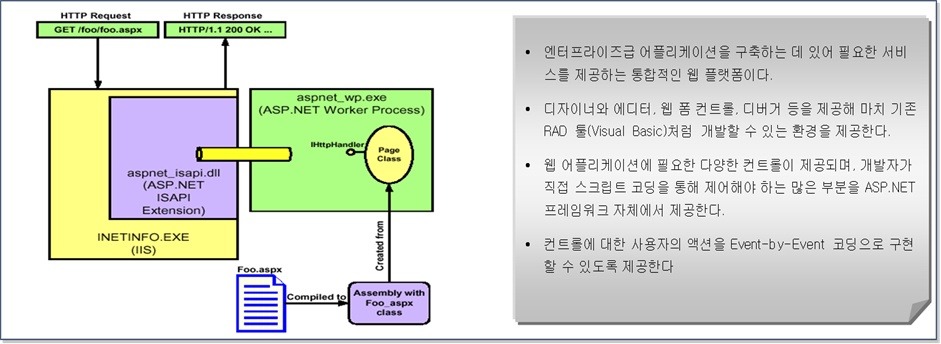 HTTP Request
HTTP Response
GET /foo/foo.aspx
HTTP/1.1 200 OK ...
aspnet_wp.exe
(ASP.NET Worker Process)
IHttpHandler
Page
Class
aspnet_isapi.dll
(ASP.NET
ISAPI
Extension)
INETINFO.EXE
(IIS)
Created from
Foo.aspx
Compiled to
Assembly with
Foo_aspx
class
• 엔터프라이즈급 어플리케이션을 구축하는 데 있어 필요한 서비
스를 제공하는 통합적인 웹 플랫폼이다.
• 디자이너와 에디터, 웹 폼 컨트롤, 디버거 등을 제공해 마치 기존
RAD 툴(Visual Basic)처럼 개발할 수 있는 환경을 제공한다.
• 웹 어플리케이션에 필요한 다양한 컨트롤이 제공되며, 개발자가
직접 스크립트 코딩을 통해 제어해야 하는 많은 부분을 ASP.NET
프레임워크 자체에서 제공한다.
• 컨트롤에 대한 사용자의 액션을 Event-by-Event 코딩으로 구현
할 수 있도록 제공한다